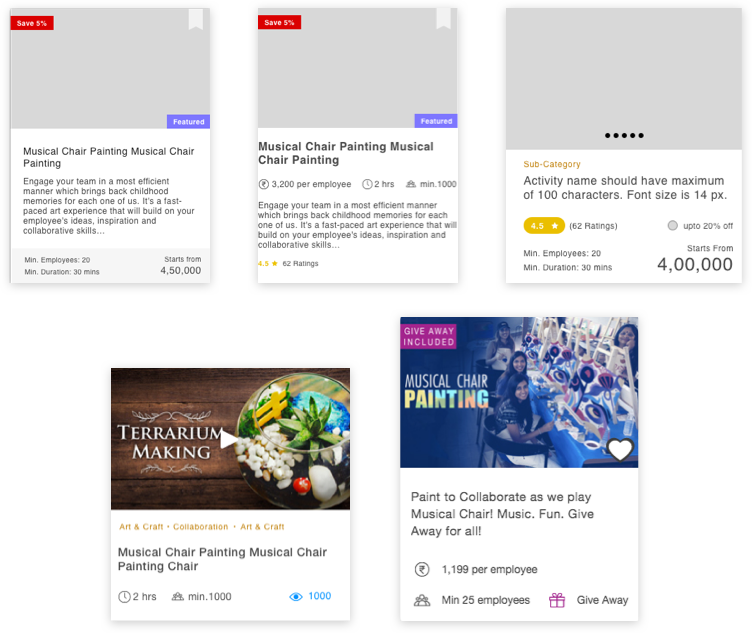 Save 5%
Featured
Musical Chair Painting Musical Chair
Painting
Engage your team in a most efficient
manner which brings back childhood
memories for each one of us. It's a fast-
paced art experience that will build on your
employee's ideas, inspiration and
collaborative skills...
Min. Employees: 20
Min. Duration: 30 mins
Starts from
4,50,000
Save 5%
Featured
Musical Chair Painting Musical
Chair Painting
₹ 3,200 per employee
2 hrs
min.1000
Engage your team in a most efficient manner
which brings back childhood memories for each
one of us. It's a fast-paced art experience that will
build on your employee's ideas, inspiration and
collaborative skills...
4.5 ★ 62 Ratings
Sub-Category
Activity name should have maximum
of 100 characters. Font size is 14 px.
4.5 ★ (62 Ratings)
upto 20% off
Min. Employees: 20
Min. Duration: 30 mins
Starts From
4,00,000
TERRARIUM
MAKING
Art & Craft • Collaboration • Art & Craft
Musical Chair Painting Musical Chair
Painting Chair
2 hrs
min.1000
1000
GIVE AWAY
INCLUDED
MUSICAL CHAIR
PAINTING
Paint to Collaborate as we play
Musical Chair! Music. Fun. Give
Away for all!
₹ 1,199 per employee
Min 25 employees
Give Away